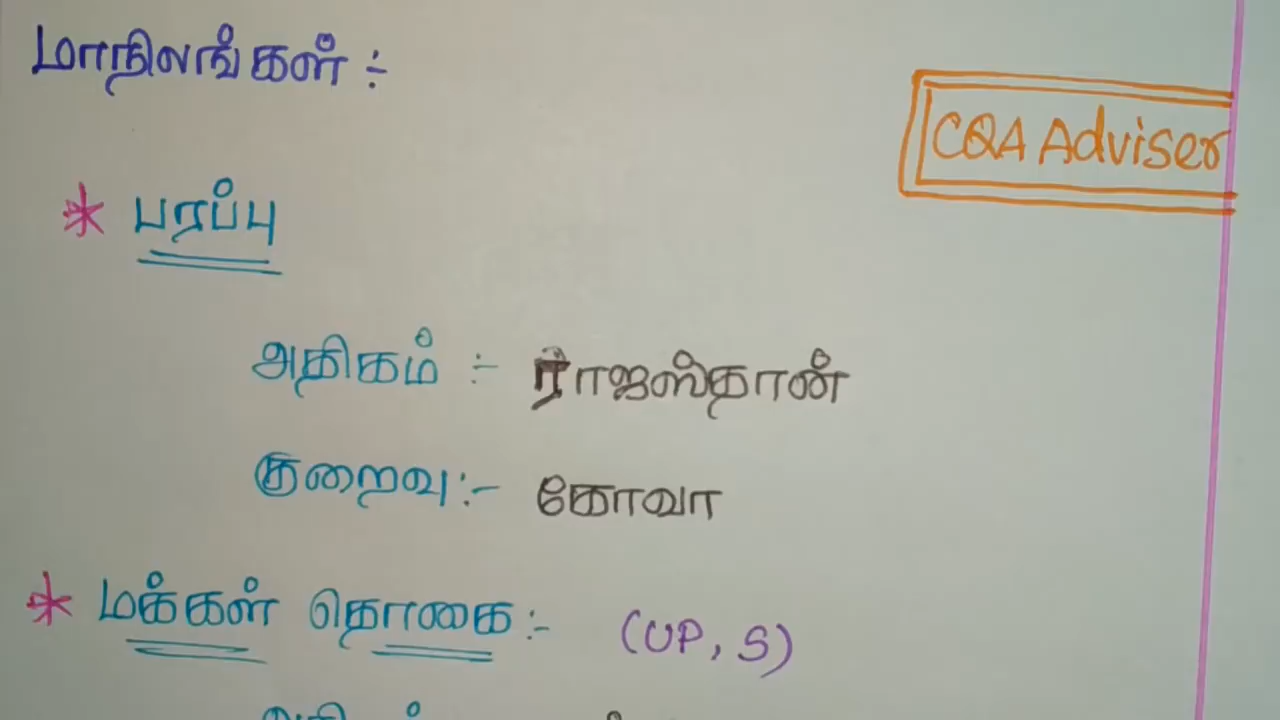 மாநிலங்கள் :-
CQA Adviser
* பரப்பு
அதிகம் :- ராஜஸ்தான்
குறைவு :- கோவா
* மக்கள் தொகை :- (UP, S)